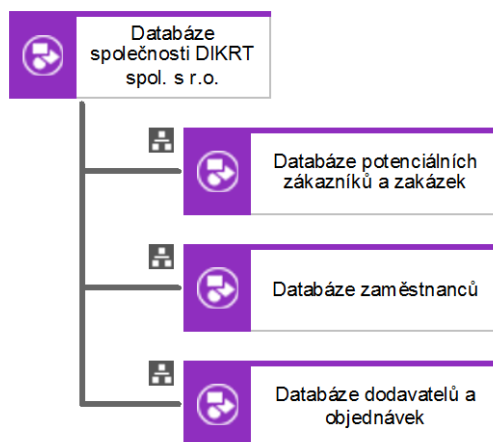 Databáze
společnosti DIKRT
spol. s r.o.
Databáze potenciálních
zákazníků a zakázek
Databáze zaměstnanců
Databáze dodavatelů a
objednávek